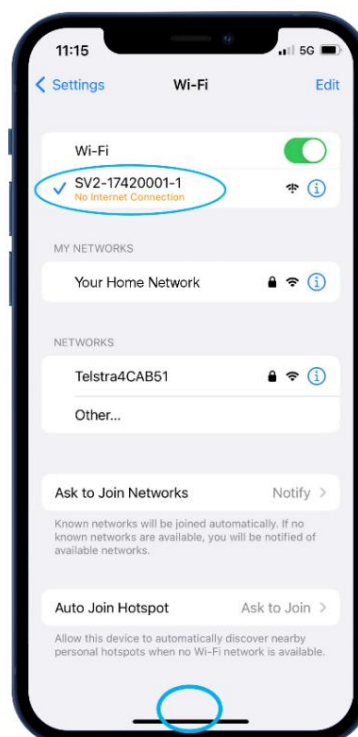 11:15 5G
Settings Wi-Fi Edit
Wi-Fi
SV2-17420001-1
No Internet Connection
MY NETWORKS
Your Home Network
NETWORKS
Telstra4CAB51
Other...
Ask to Join Networks Notify
Known networks will be joined automatically. If no
known networks are available, you will be notified of
available networks.
Auto Join Hotspot Ask to Join
Allow this device to automatically discover nearby
personal hotspots when no Wi-Fi network is available.